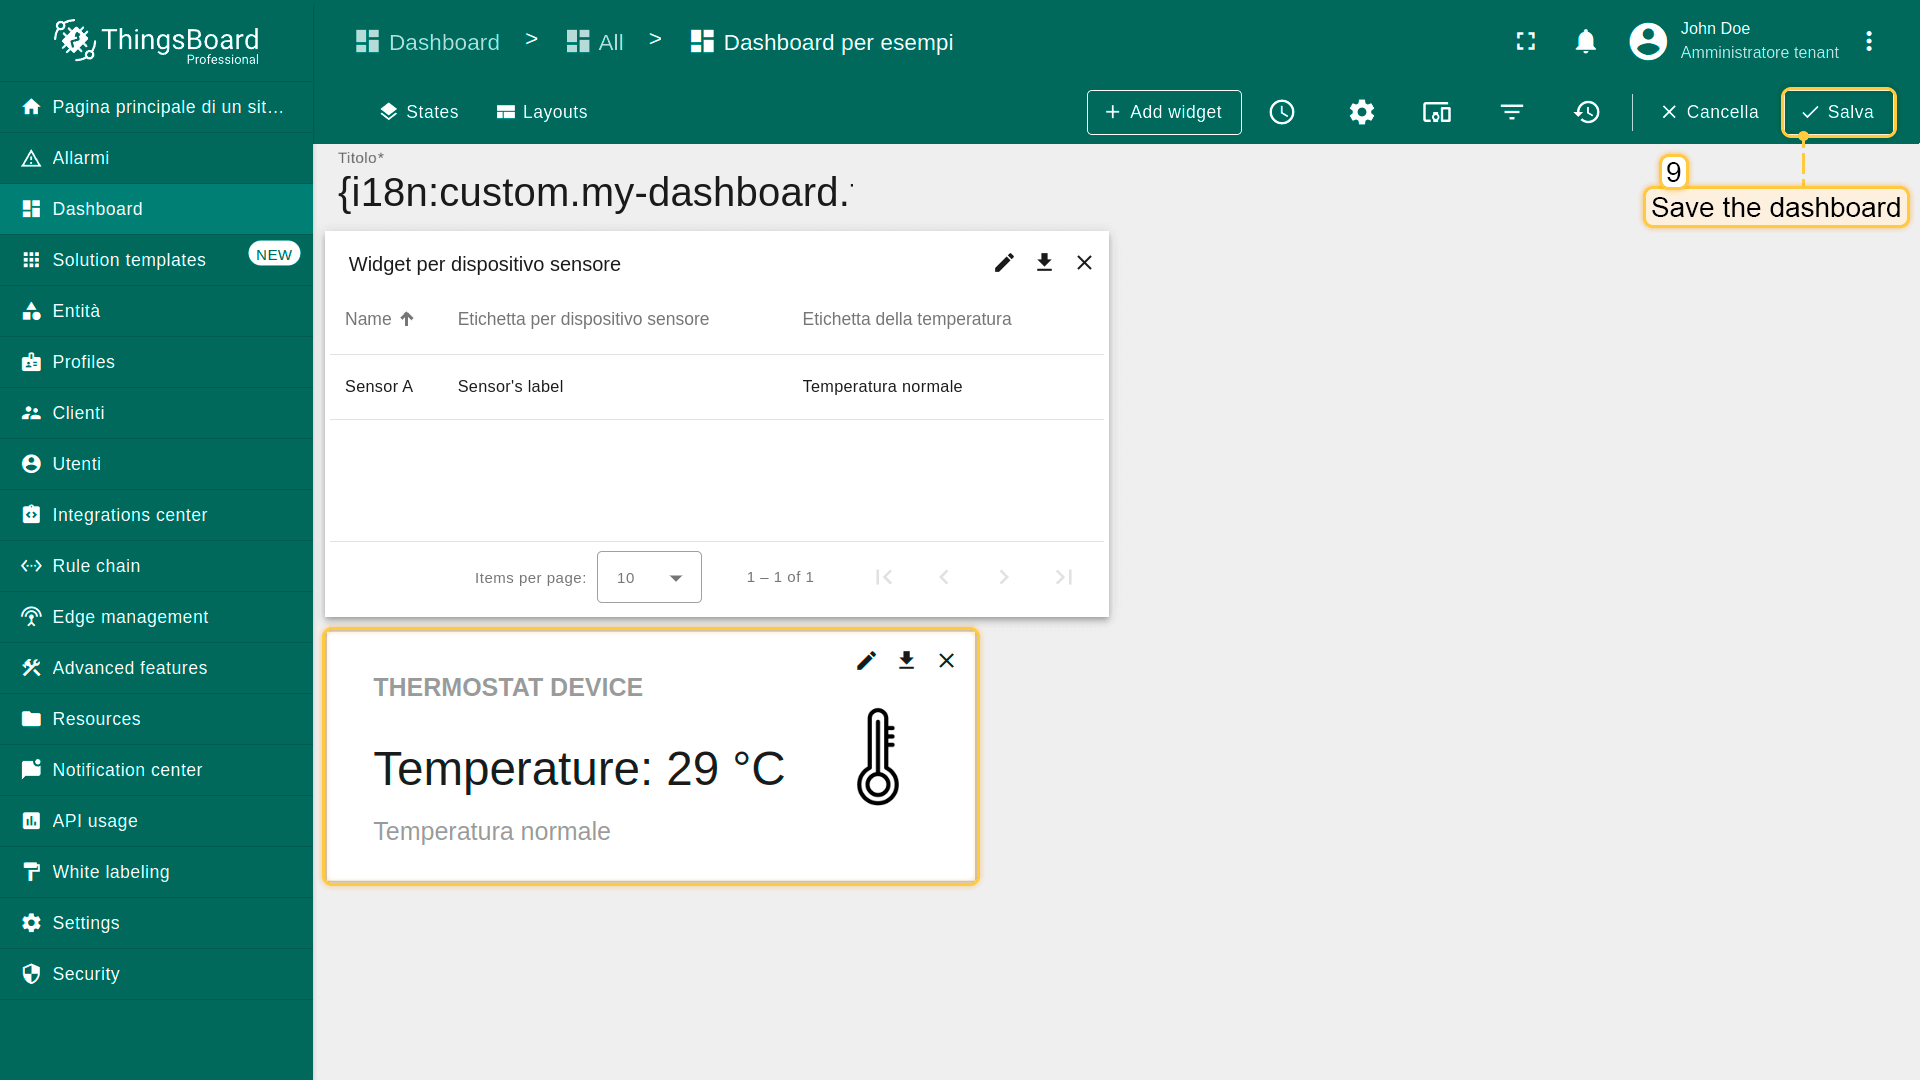 ThingsBoard
Professional
Dashboard > All > Dashboard per esempi
John Doe
Amministratore tenant
States
Layouts
Add widget
Cancella
Salva
9
Save the dashboard
Pagina principale di un sit...
Allarmi
Dashboard
Solution templates
NEW
Entità
Profiles
Clienti
Utenti
Integrations center
Rule chain
Edge management
Advanced features
Resources
Notification center
API usage
White labeling
Settings
Security
Titolo*
{i18n:custom.my-dashboard.
Widget per dispositivo sensore
Name Etichetta per dispositivo sensore Etichetta della temperatura
Sensor A Sensor's label Temperatura normale
Items per page: 10 1 – 1 of 1
THERMOSTAT DEVICE
Temperature: 29 °C
Temperatura normale